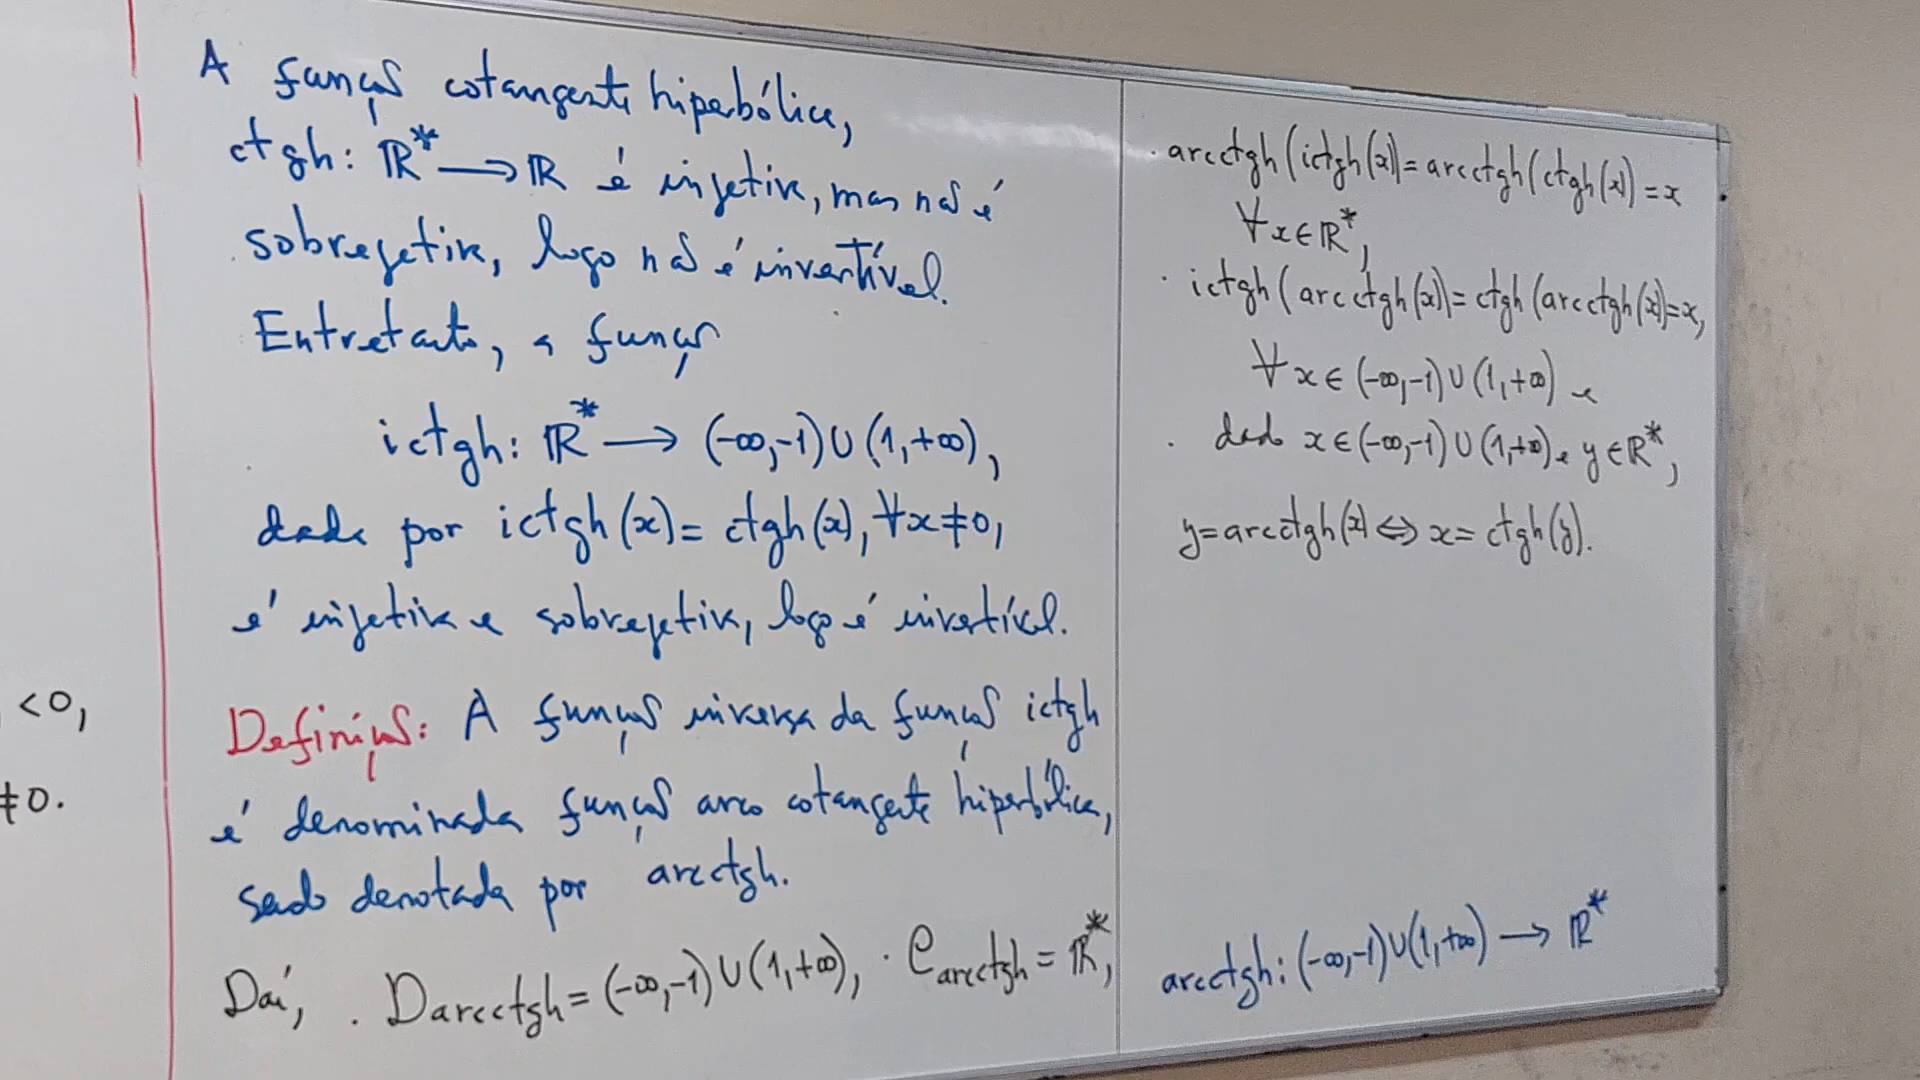 A função cotangente hiperbólica,
ctgh: ℝ* → ℝ é injetiva, mas não é
sobrejetiva, logo não é invertível.
Entretanto, a função
ictgh: ℝ* → (-∞,-1)∪(1,+∞),
dada por ictgh(x)= ctgh(x), ∀x≠0,
é injetiva e sobrejetiva, logo é invertível.
Definição: A função inversa da função ictgh
é denominada função arco cotangente hiperbólica,
sendo denotada por arcctgh.
Daí, . Darcctgh = (-∞,-1)∪(1,+∞), · Carcctgh = ℝ*,
<0,
≠0.
· arcctgh(ictgh(x)= arcctgh(ctgh(x)) = x
∀x∈ℝ*,
· ictgh(arcctgh(x)= ctgh(arcctgh(x))=x,
∀x∈(-∞,-1)∪(1,+∞) e
· dado x∈(-∞,-1)∪(1,+∞) e y∈ℝ*,
y=arcctgh(x) ⇔ x= ctgh(y).
arcctgh: (-∞,-1)∪(1,+∞) → ℝ*